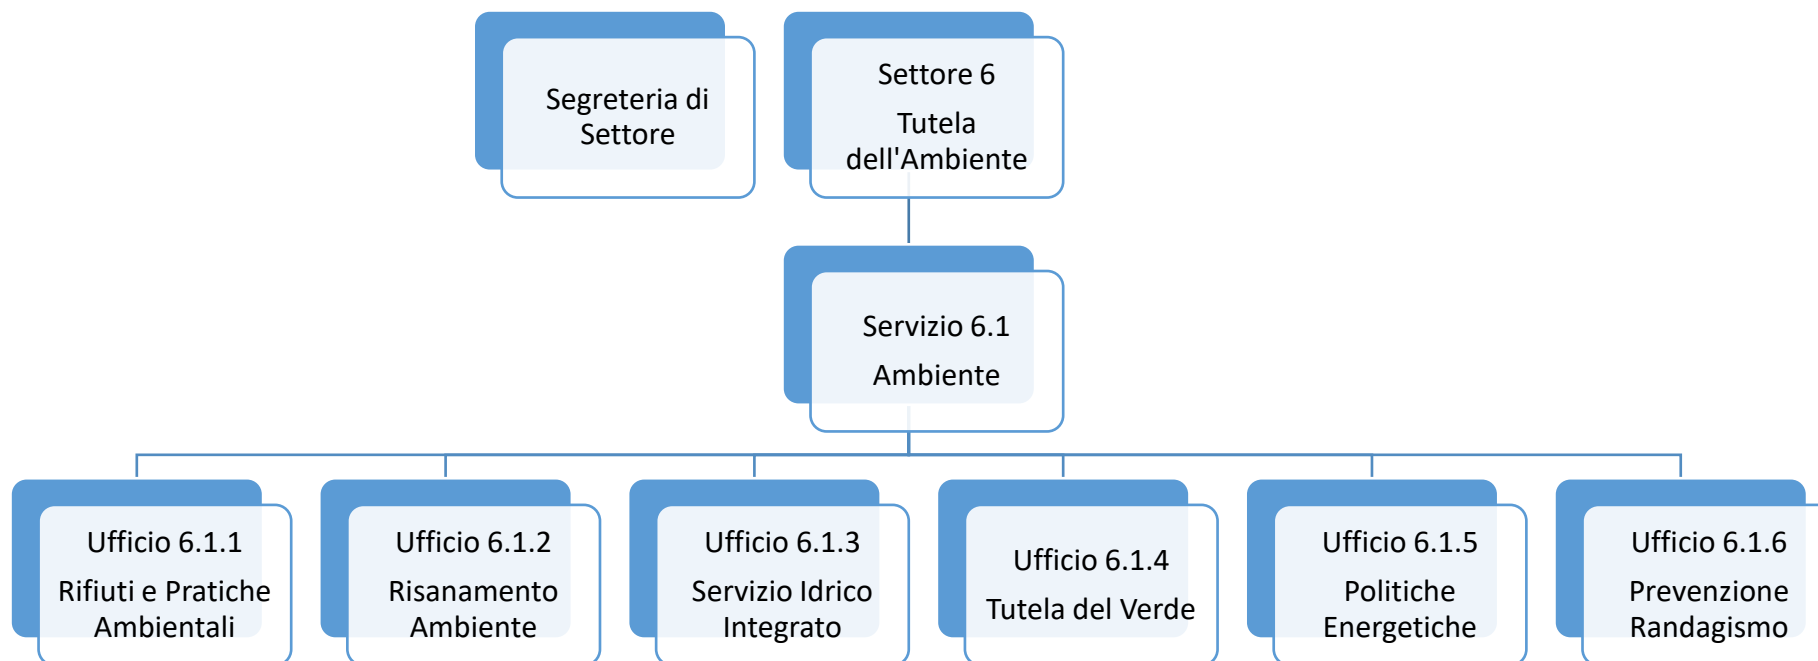 Segreteria di
Settore
Settore 6
Tutela
dell'Ambiente
Servizio 6.1
Ambiente
Ufficio 6.1.1
Rifiuti e Pratiche
Ambientali
Ufficio 6.1.2
Risanamento
Ambiente
Ufficio 6.1.3
Servizio Idrico
Integrato
Ufficio 6.1.4
Tutela del Verde
Ufficio 6.1.5
Politiche
Energetiche
Ufficio 6.1.6
Prevenzione
Randagismo